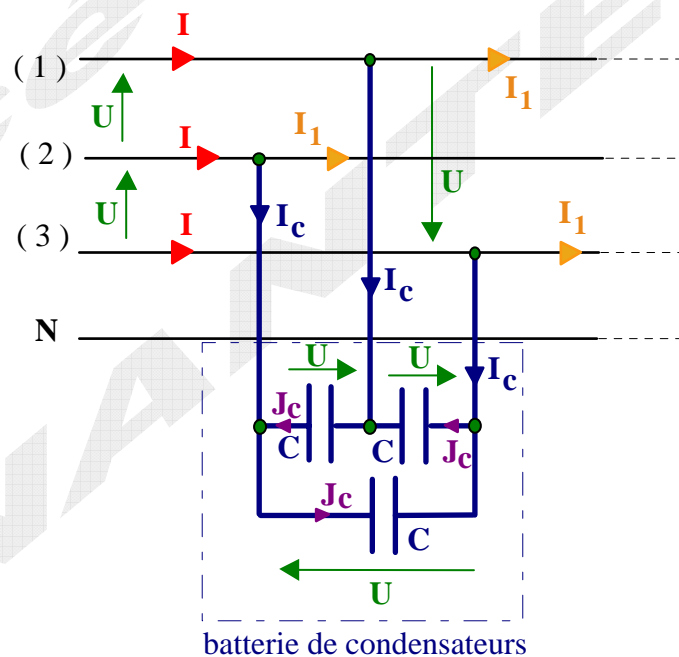 I
( 1 )
I1
U
I
I1
( 2 )
U
U
I
Ic
I1
( 3 )
Ic
N
U
U
Ic
Jc
C
C
Jc
Jc
C
U
batterie de condensateurs